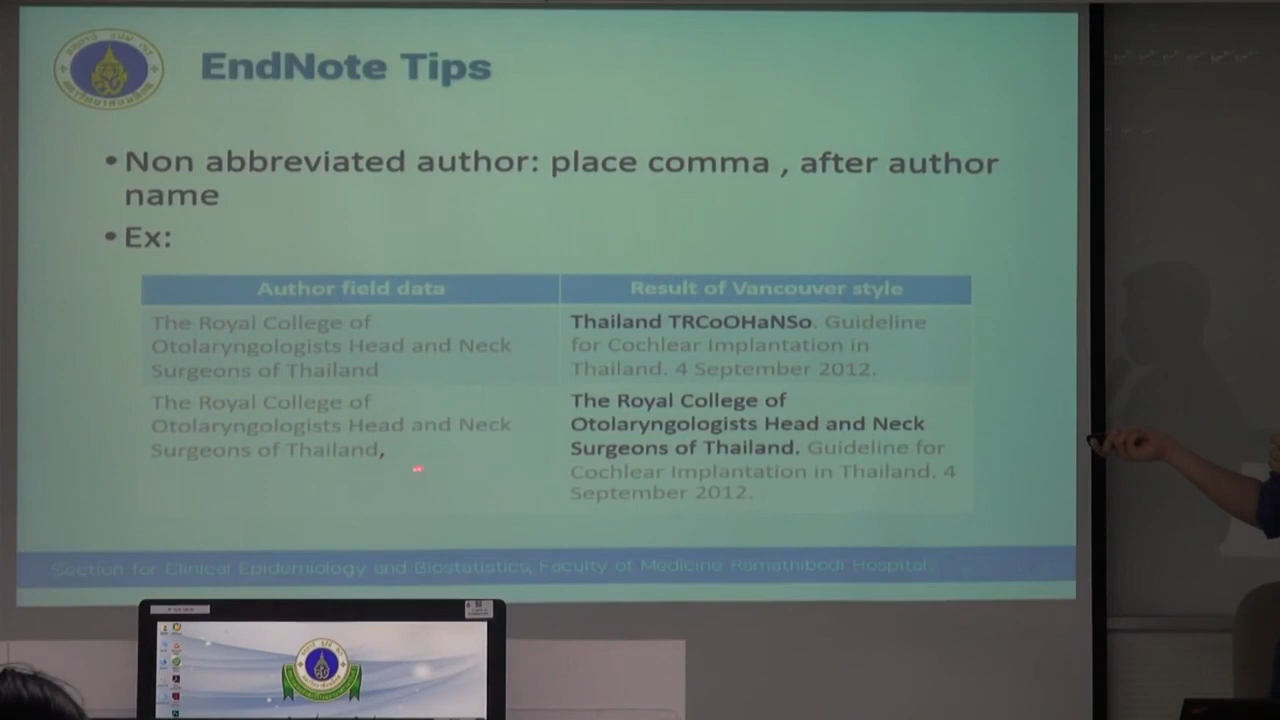 EndNote Tips
• Non abbreviated author: place comma , after author
name
• Ex:
Author field data
Result of Vancouver style
The Royal College of
Otolaryngologists Head and Neck
Surgeons of Thailand
Thailand TRCoOHaNSo. Guideline
for Cochlear Implantation in
Thailand. 4 September 2012.
The Royal College of
Otolaryngologists Head and Neck
Surgeons of Thailand,
The Royal College of
Otolaryngologists Head and Neck
Surgeons of Thailand. Guideline for
Cochlear Implantation in Thailand. 4
September 2012.
Section for Clinical Epidemiology and Biostatistics, Faculty of Medicine Ramathibodi Hospital